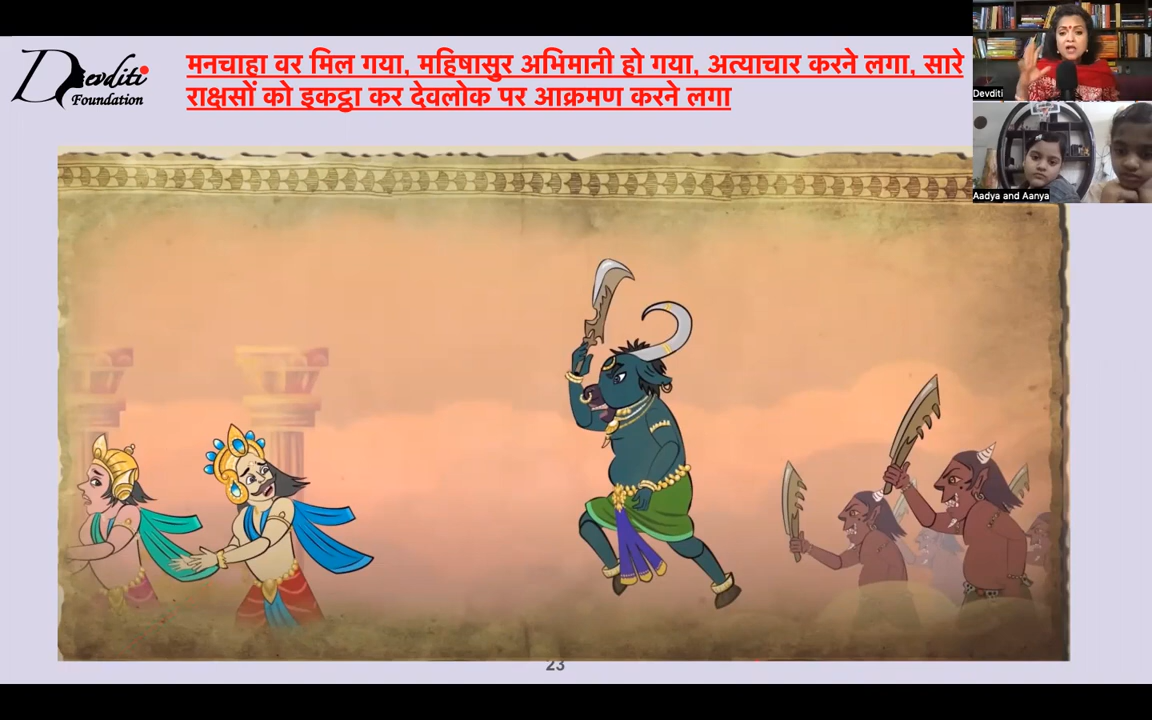 Devditi
Foundation
मनचाहा वर मिल गया, महिषासुर अभिमानी हो गया, अत्याचार करने लगा, सारे
राक्षसों को इकट्ठा कर देवलोक पर आक्रमण करने लगा
Devditi
Aadya and Aanya
23